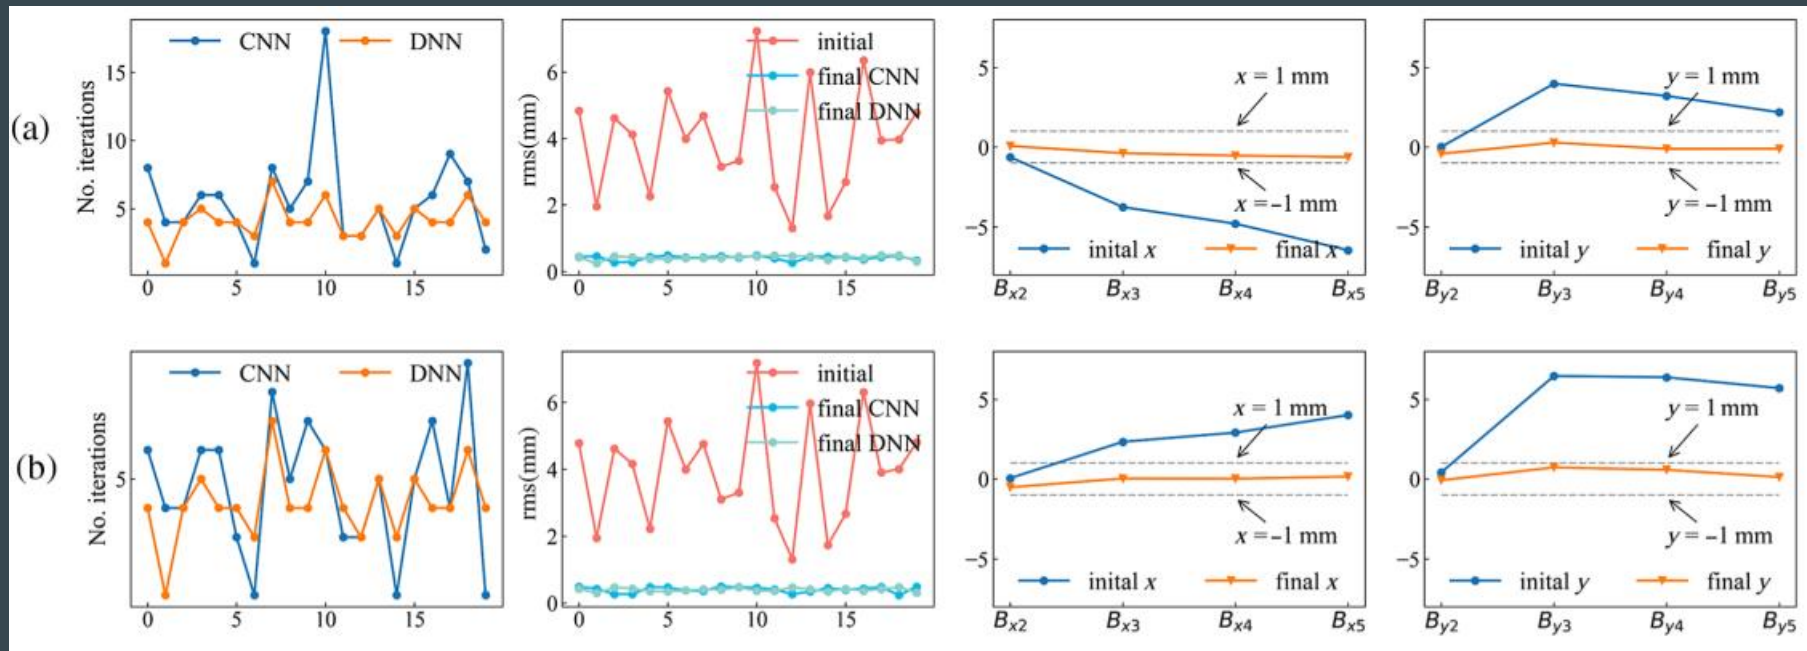 (a)
No. iterations
CNN
DNN
15
10
5
0
5
10
15
rms(mm)
initial
final CNN
final DNN
6
4
2
0
0
5
10
15
5
0
−5
x = 1 mm
x = −1 mm
inital x
final x
Bx2
Bx3
Bx4
Bx5
5
0
−5
y = 1 mm
y = −1 mm
inital y
final y
By2
By3
By4
By5
(b)
No. iterations
CNN
DNN
5
0
5
10
15
rms(mm)
initial
final CNN
final DNN
6
4
2
0
0
5
10
15
5
0
−5
x = 1 mm
x = −1 mm
inital x
final x
Bx2
Bx3
Bx4
Bx5
5
0
−5
y = 1 mm
y = −1 mm
inital y
final y
By2
By3
By4
By5